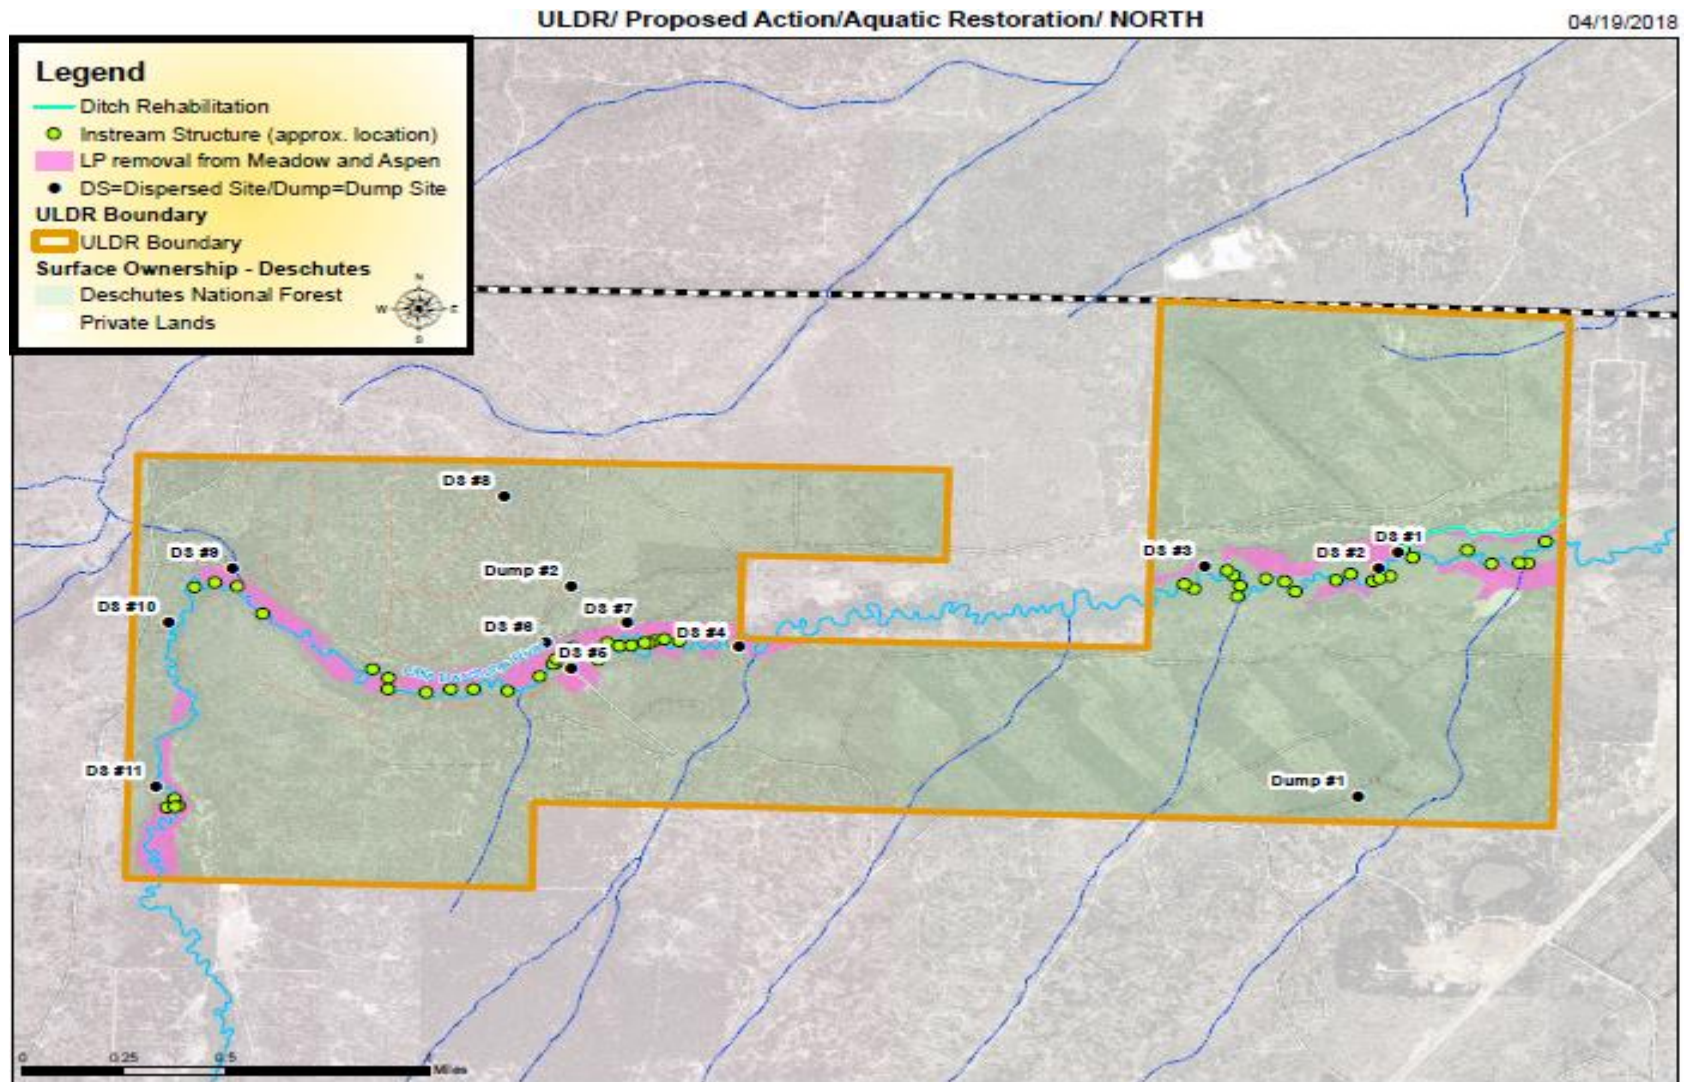 ULDR/ Proposed Action/Aquatic Restoration/ NORTH
04/19/2018
Legend
Ditch Rehabilitation
Instream Structure (approx. location)
LP removal from Meadow and Aspen
DS=Dispersed Site/Dump=Dump Site
ULDR Boundary
ULDR Boundary
Surface Ownership - Deschutes
Deschutes National Forest
Private Lands
N
W
E
S
DS #8
DS #9
Dump #2
DS #10
DS #7
DS #6
DS #4
DS #5
DS #3
DS #2
DS #1
DS #11
Dump #1
0
0.25
0.5
1
Miles